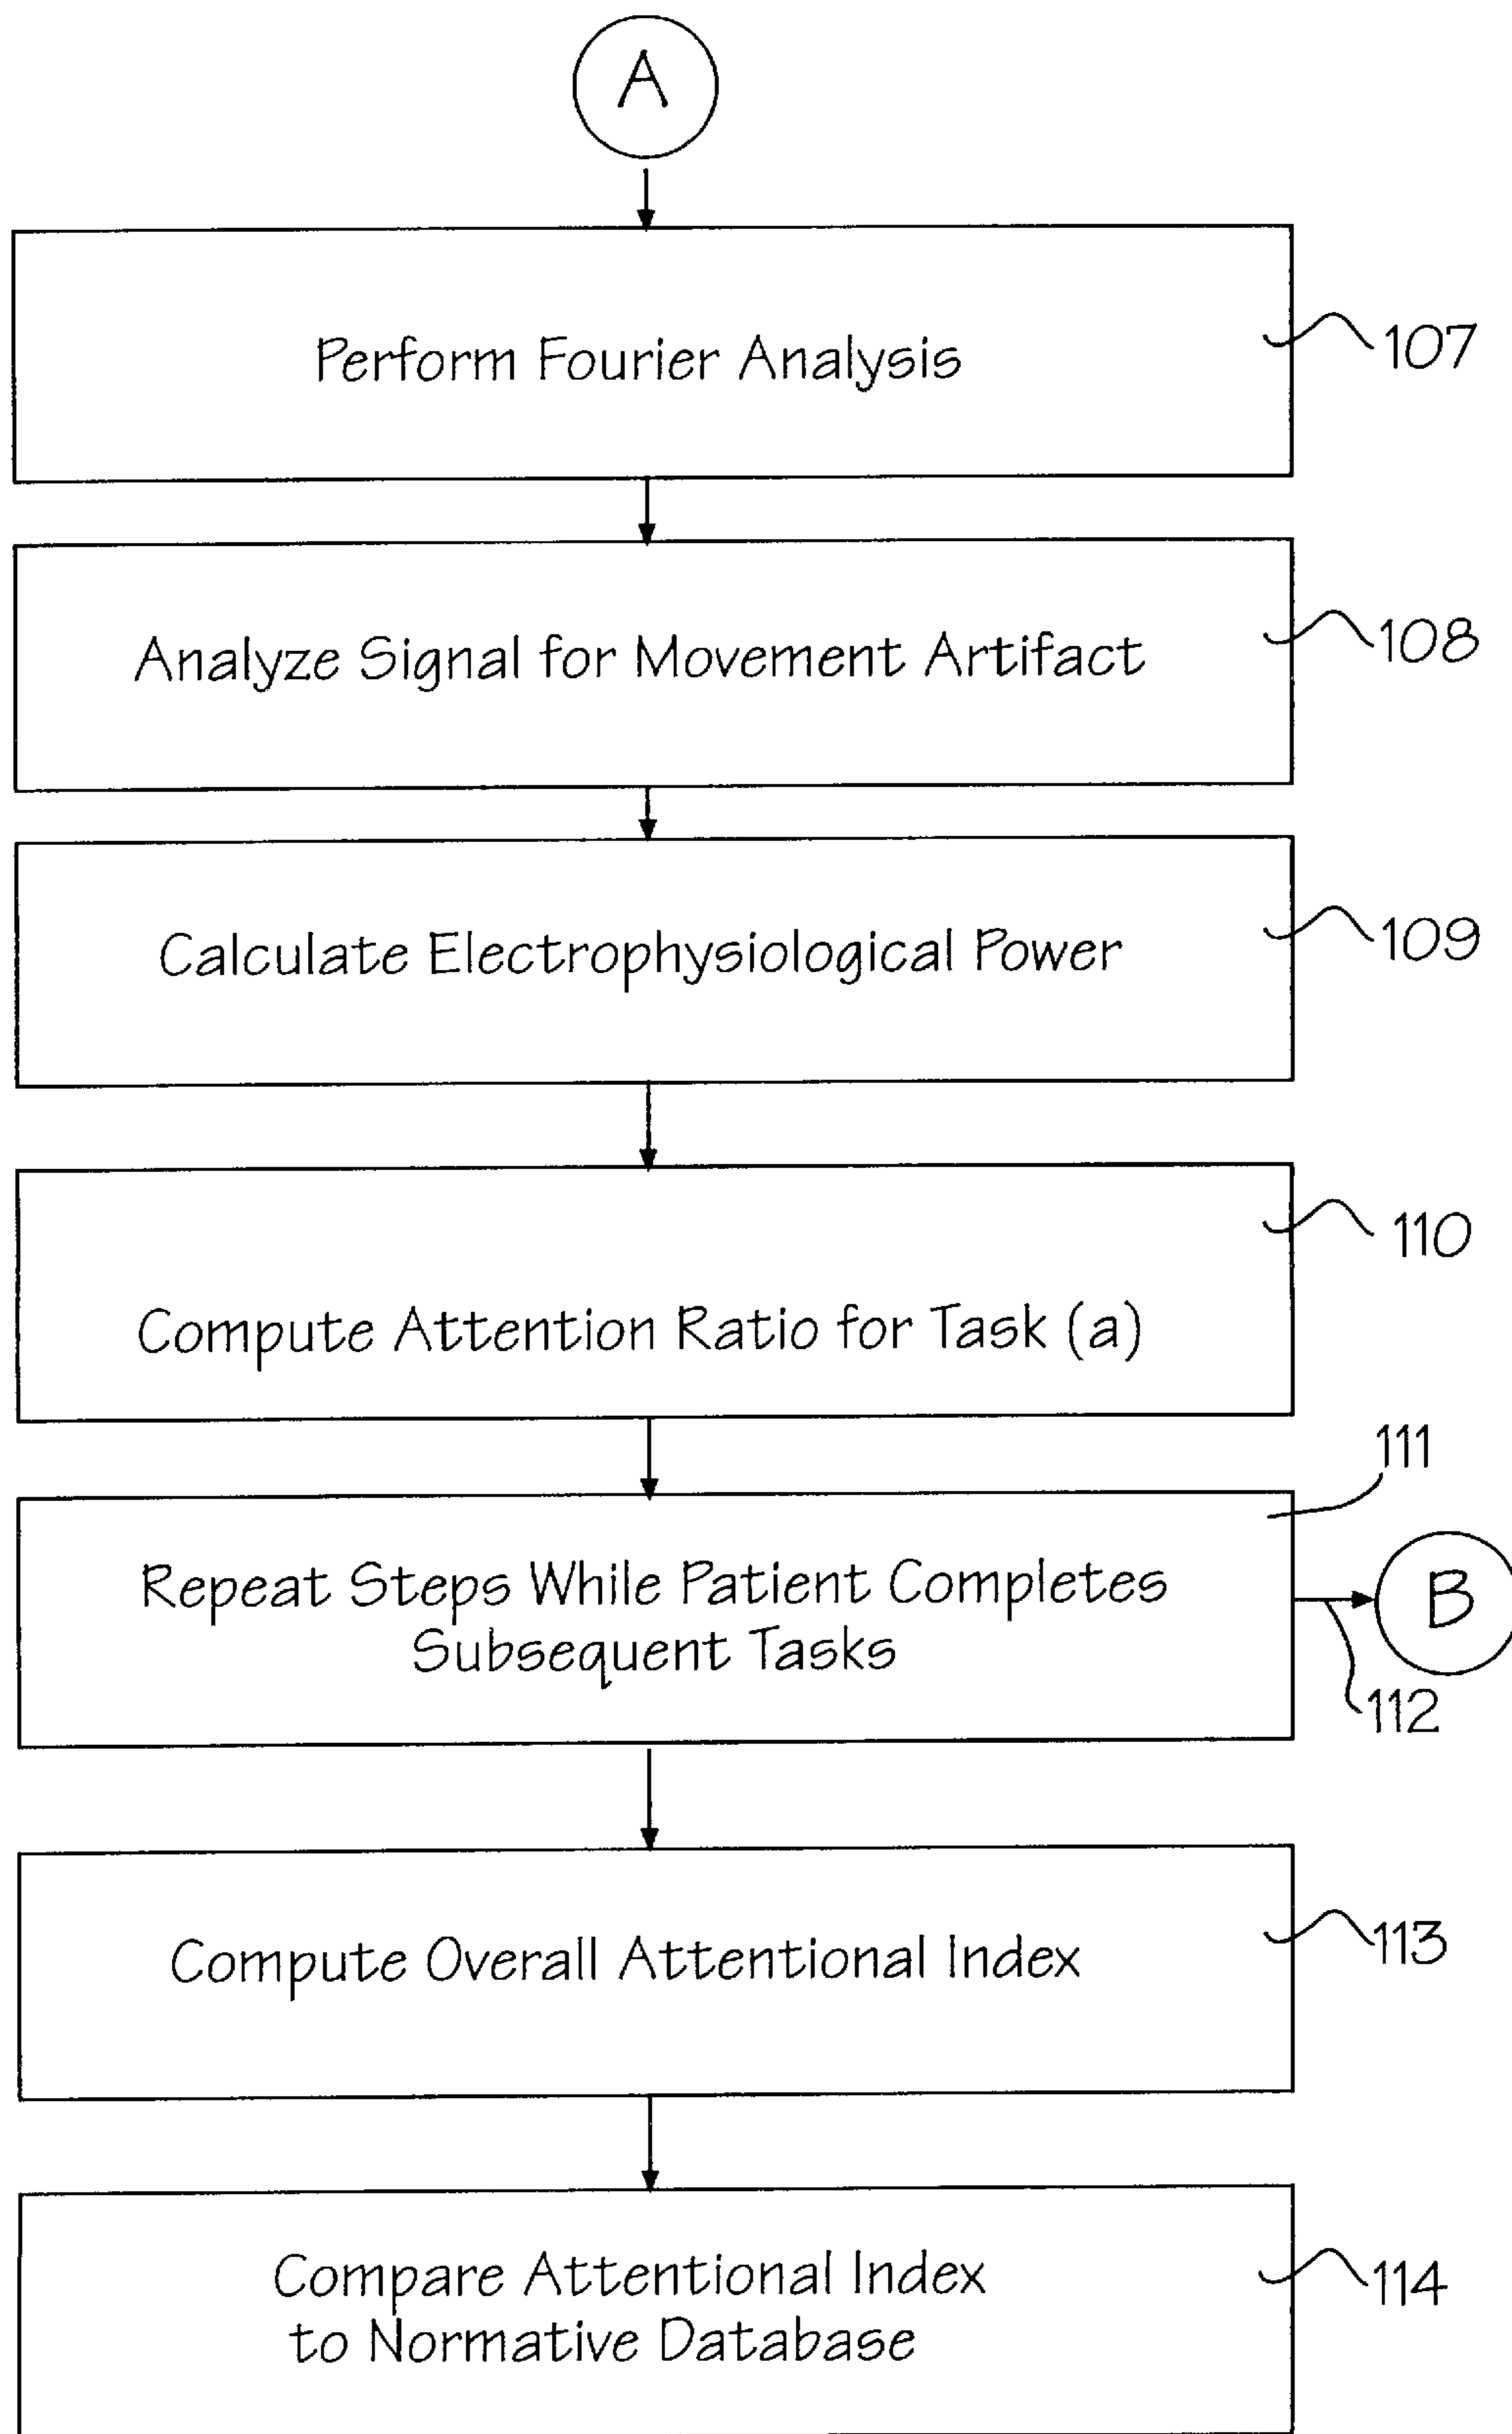 A
Perform Fourier Analysis
107
Analyze Signal for Movement Artifact
108
Calculate Electrophysiological Power
109
110
Compute Attention Ratio for Task (a)
111
Repeat Steps While Patient Completes
Subsequent Tasks
B
112
Compute Overall Attentional Index
113
Compare Attentional Index
to Normative Database
114